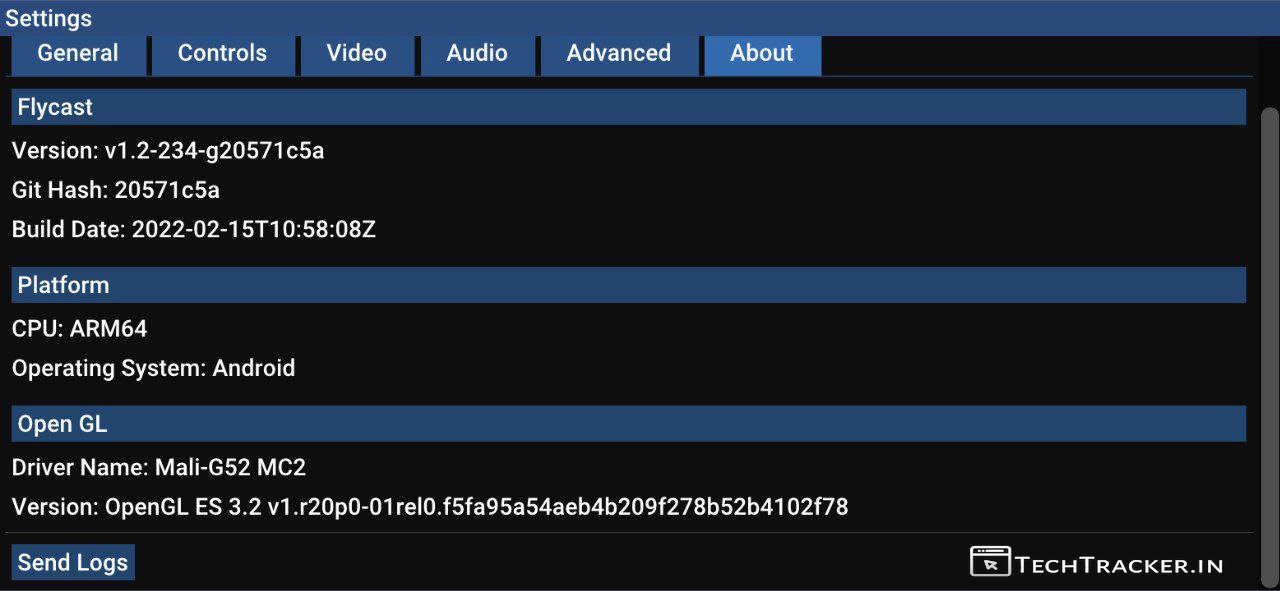 Settings
General Controls Video Audio Advanced About
Flycast
Version: v1.2-234-g20571c5a
Git Hash: 20571c5a
Build Date: 2022-02-15T10:58:08Z
Platform
CPU: ARM64
Operating System: Android
Open GL
Driver Name: Mali-G52 MC2
Version: OpenGL ES 3.2 v1.r20p0-01rel0.f5fa95a54aeb4b209f278b52b4102f78
Send Logs
TECHTRACKER.IN